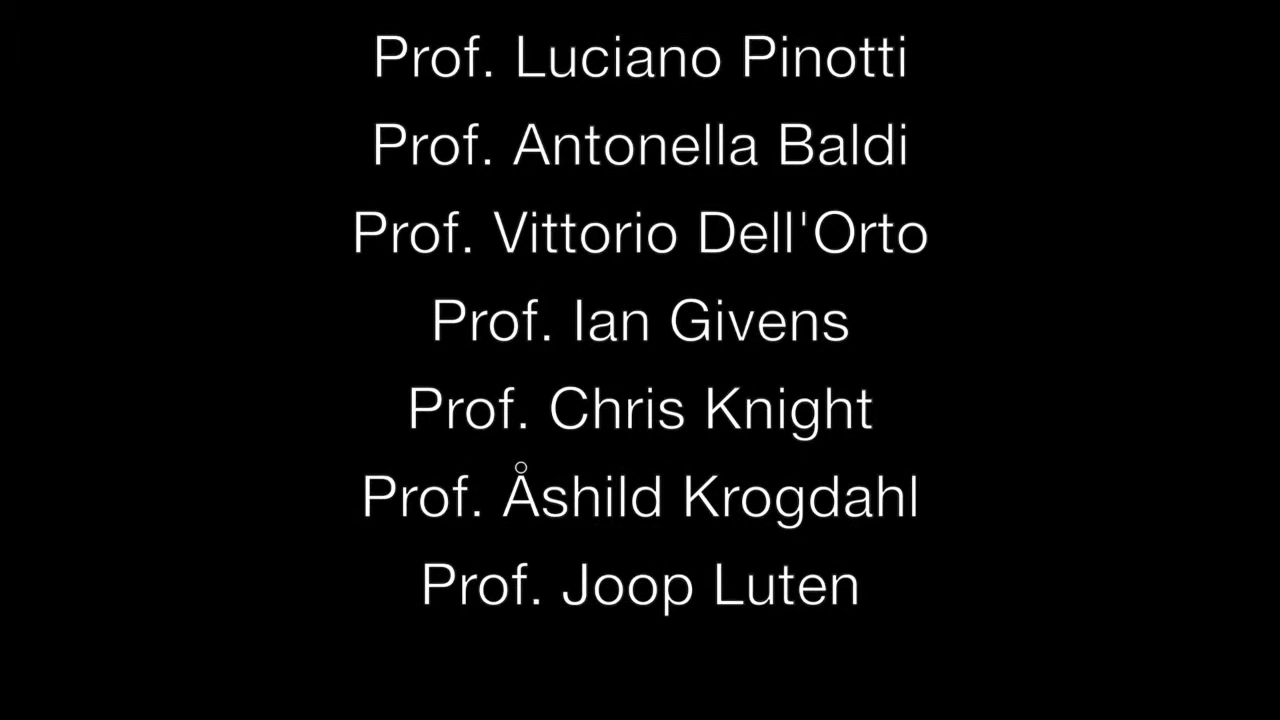 Prof. Luciano Pinotti
Prof. Antonella Baldi
Prof. Vittorio Dell'Orto
Prof. Ian Givens
Prof. Chris Knight
Prof. Åshild Krogdahl
Prof. Joop Luten